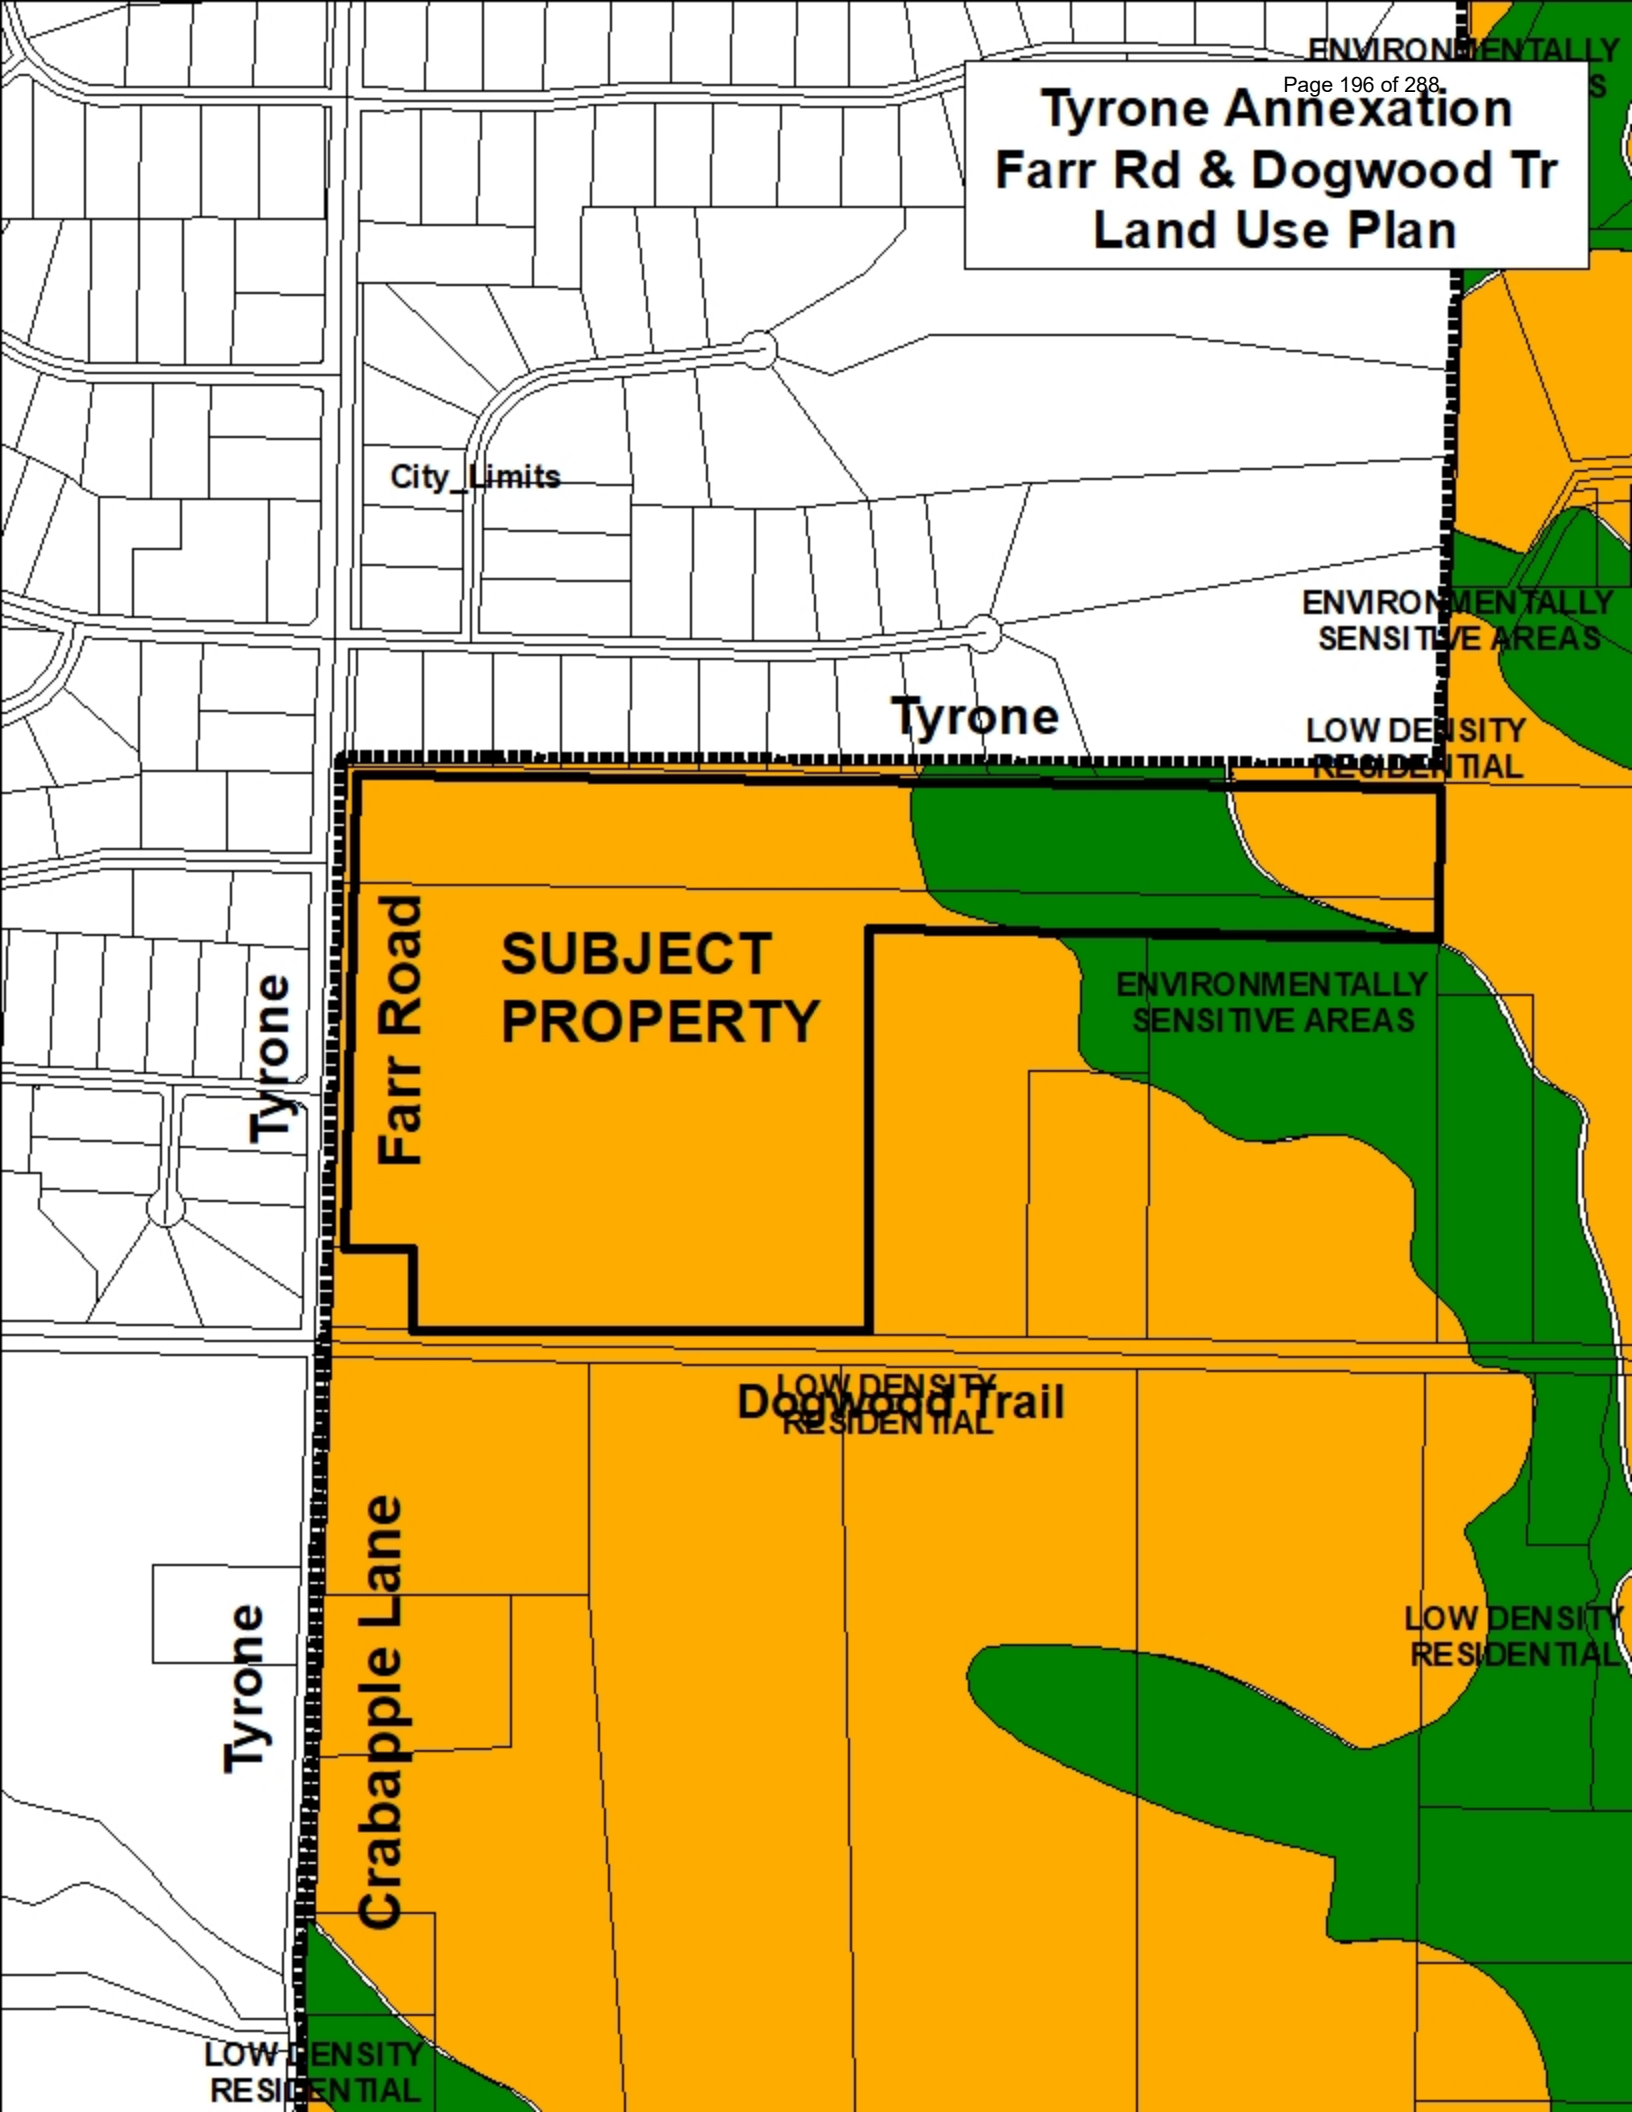 ENVIRONMENTALLY
S
Page 196 of 288
Tyrone Annexation
Farr Rd & Dogwood Tr
Land Use Plan
City_Limits
ENVIRONMENTALLY
SENSITIVE AREAS
Tyrone
LOW DENSITY
RESIDENTIAL
Farr Road
SUBJECT
PROPERTY
Tyrone
ENVIRONMENTALLY
SENSITIVE AREAS
LOW DENSITY
RESIDENTIAL
Dogwood Trail
Crabapple Lane
Tyrone
LOW DENSITY
RESIDENTIAL
LOW DENSITY
RESIDENTIAL